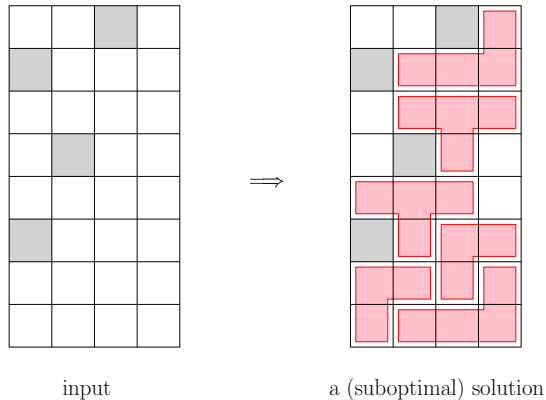 ⟹
input
a (suboptimal) solution